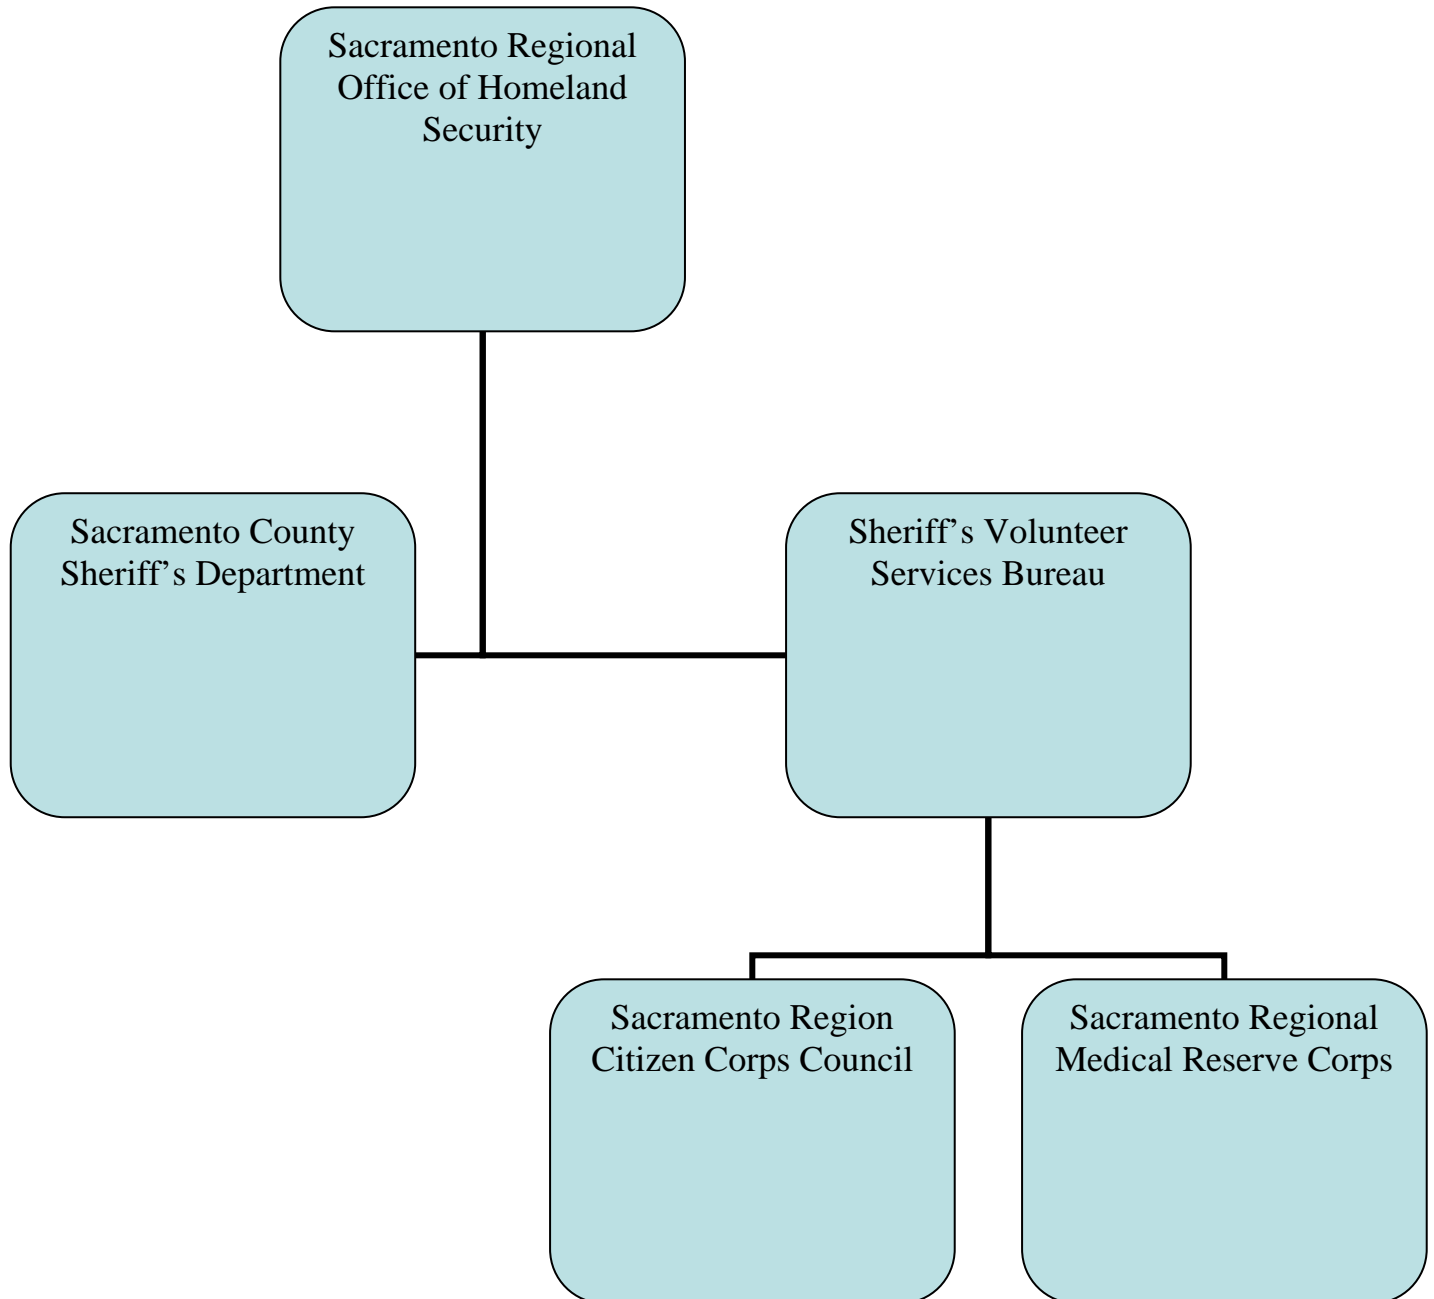 Sacramento Regional
Office of Homeland
Security
Sacramento County
Sheriff’s Department
Sheriff’s Volunteer
Services Bureau
Sacramento Region
Citizen Corps Council
Sacramento Regional
Medical Reserve Corps